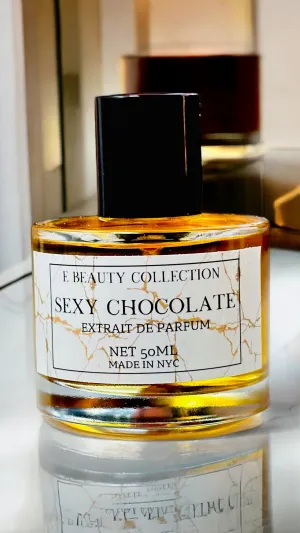 E BEAUTY COLLECTION
SEXY CHOCOLATE
EXTRAIT DE PARFUM
NET 50ML
MADE IN NYC